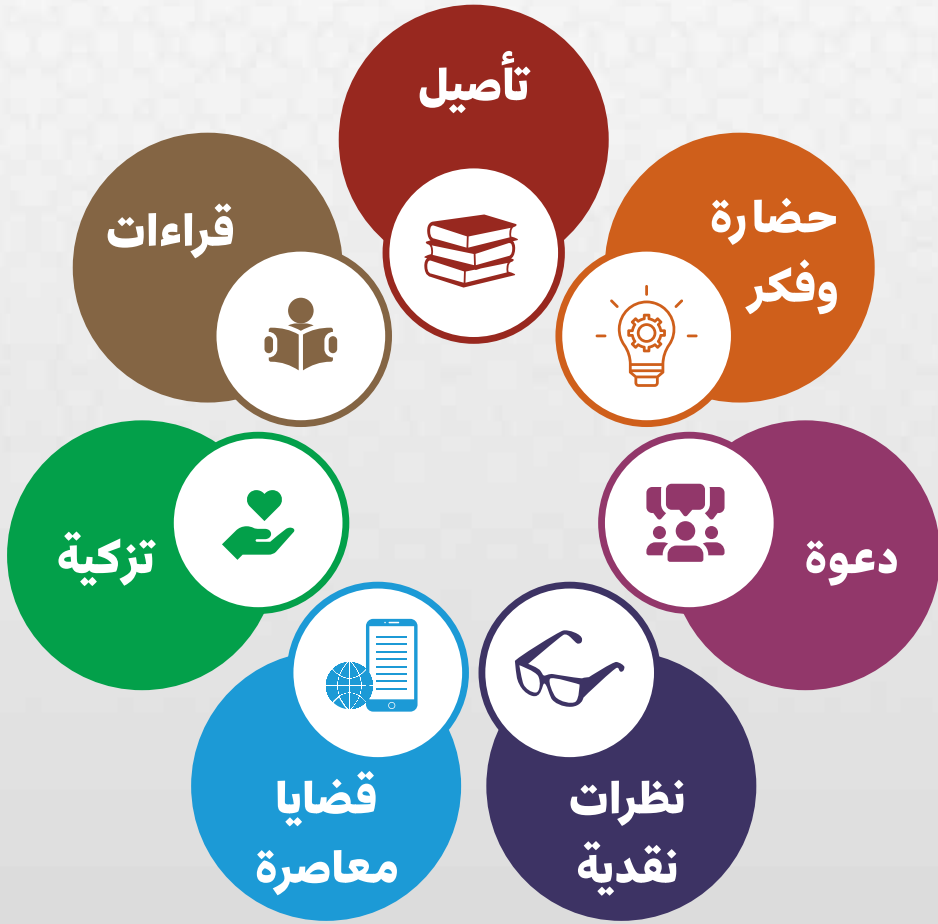 تأصيل
حضارة
وفكر
دعوة
نظرات
نقدية
قضايا
معاصرة
تزكية
قراءات